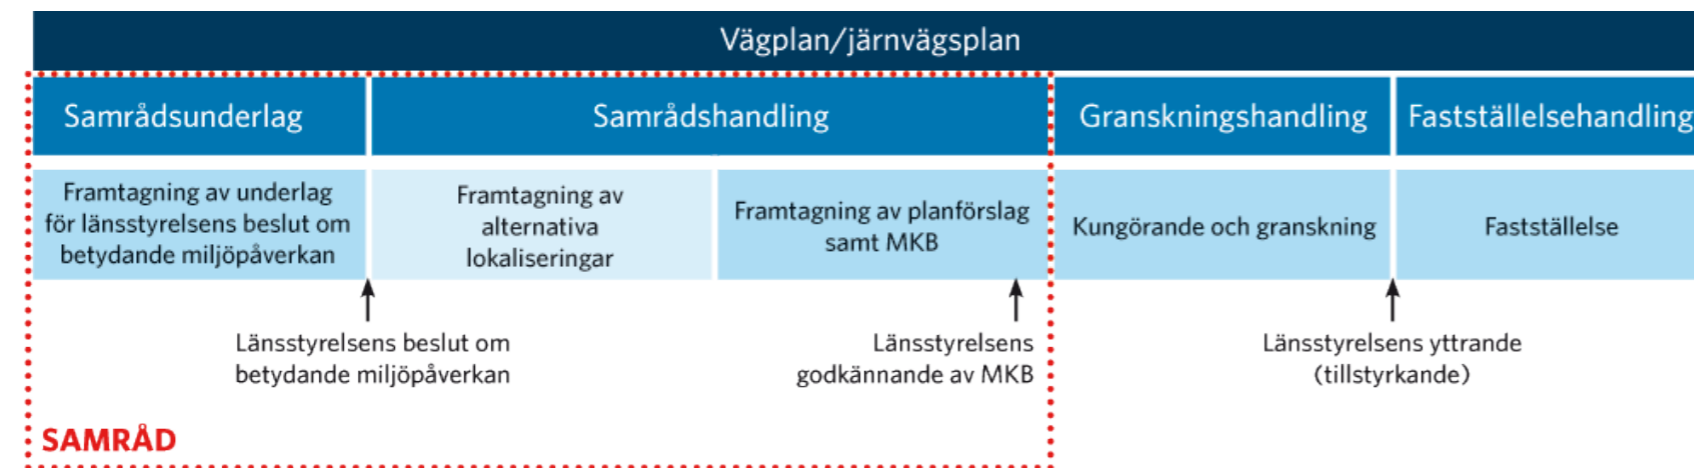 Vägplan/järnvägsplan
Samrådsunderlag
Samrådshandling
Granskningshandling
Fastställelsehandling
Framtagning av underlag
för länsstyrelsens beslut om
betydande miljöpåverkan
Framtagning av
alternativa
lokaliseringar
Framtagning av planförslag
samt MKB
Kungörande och granskning
Fastställelse
Länsstyrelsens beslut om
betydande miljöpåverkan
Länsstyrelsens
godkännande av MKB
Länsstyrelsens yttrande
(tillstyrkande)
SAMRÅD